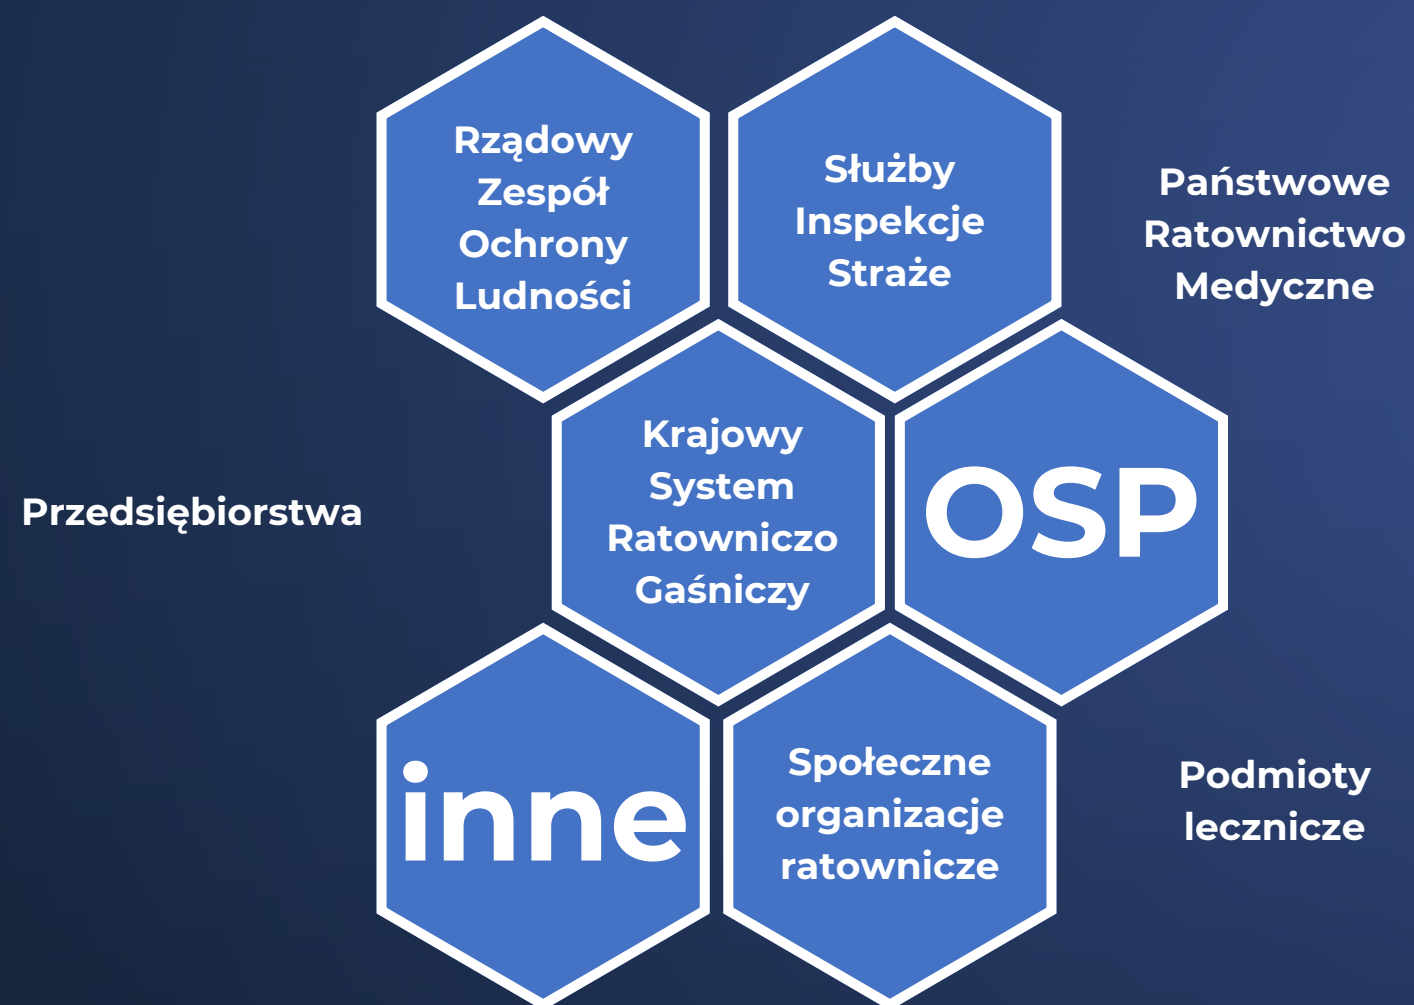 Rządowy
Zespół
Ochrony
Ludności
Służby
Inspekcje
Straże
Państwowe
Ratownictwo
Medyczne
Przedsiębiorstwa
Krajowy
System
Ratowniczo
Gaśniczy
OSP
inne
Społeczne
organizacje
ratownicze
Podmioty
lecznicze